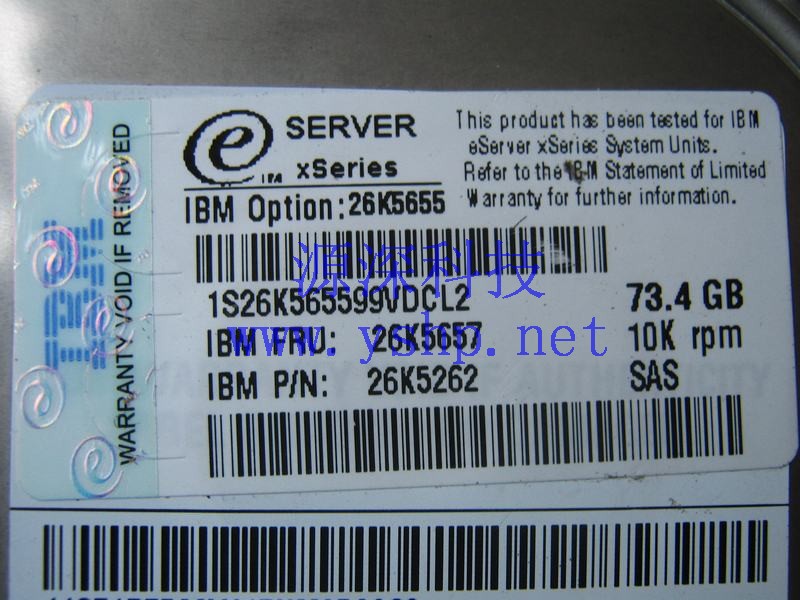 WARRANTY VOID IF REMOVED
IBM
e SERVER
IBM xSeries
This product has been tested for IBM
eServer xSeries System Units.
Refer to the IBM Statement of Limited
Warranty for further information.
IBM Option: 26K5655
源深科技
1S26K565599VDCL2
73.4 GB
www.yshp.net
IBM FRU: 26K5657
10K rpm
IBM P/N: 26K5262
SAS